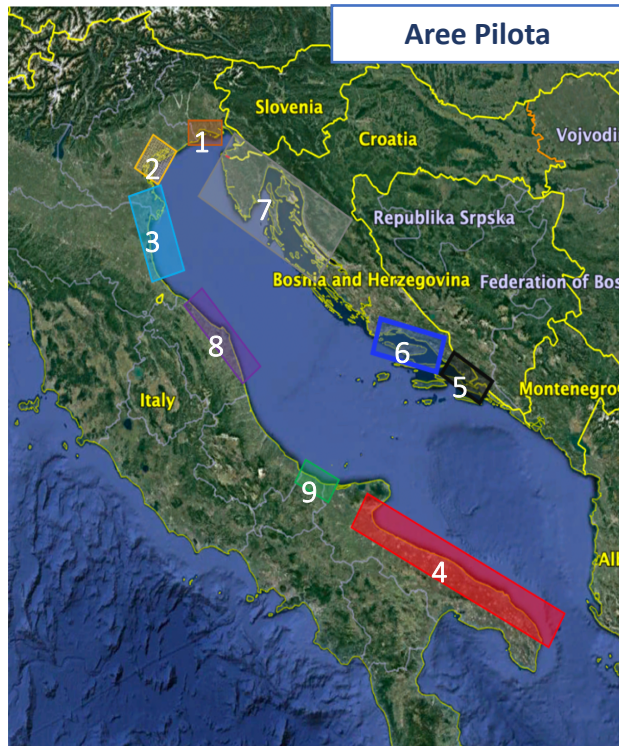 Aree Pilota
Slovenia
Croatia
Vojvodi
1
2
7
Republika Srpska
3
Bosnia and Herzegovina
Federation of Bos
8
6
5
Italy
Montenegro
9
4
All